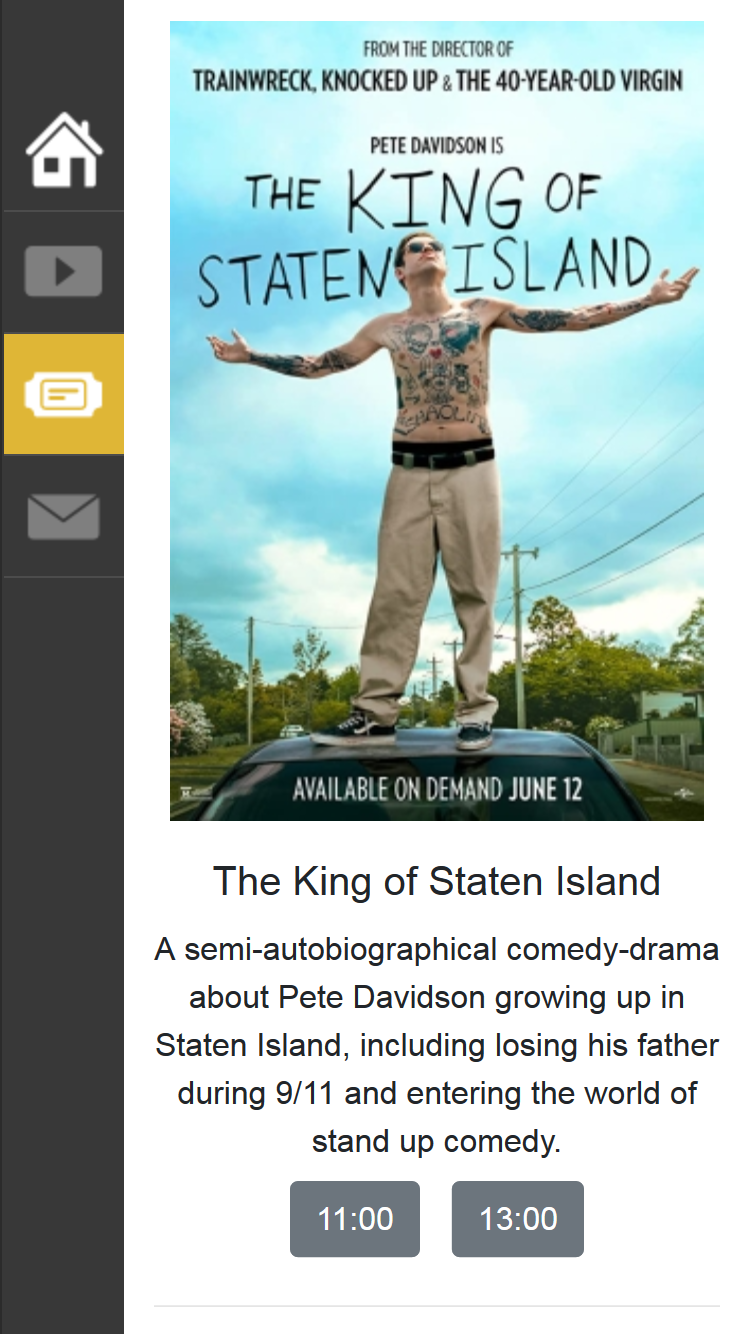 FROM THE DIRECTOR OF
TRAINWRECK, KNOCKED UP & THE 40-YEAR-OLD VIRGIN
PETE DAVIDSON IS
THE KING OF
STATEN ISLAND
SHAOLIN
AVAILABLE ON DEMAND JUNE 12
The King of Staten Island
A semi-autobiographical comedy-drama
about Pete Davidson growing up in
Staten Island, including losing his father
during 9/11 and entering the world of
stand up comedy.
11:00 13:00